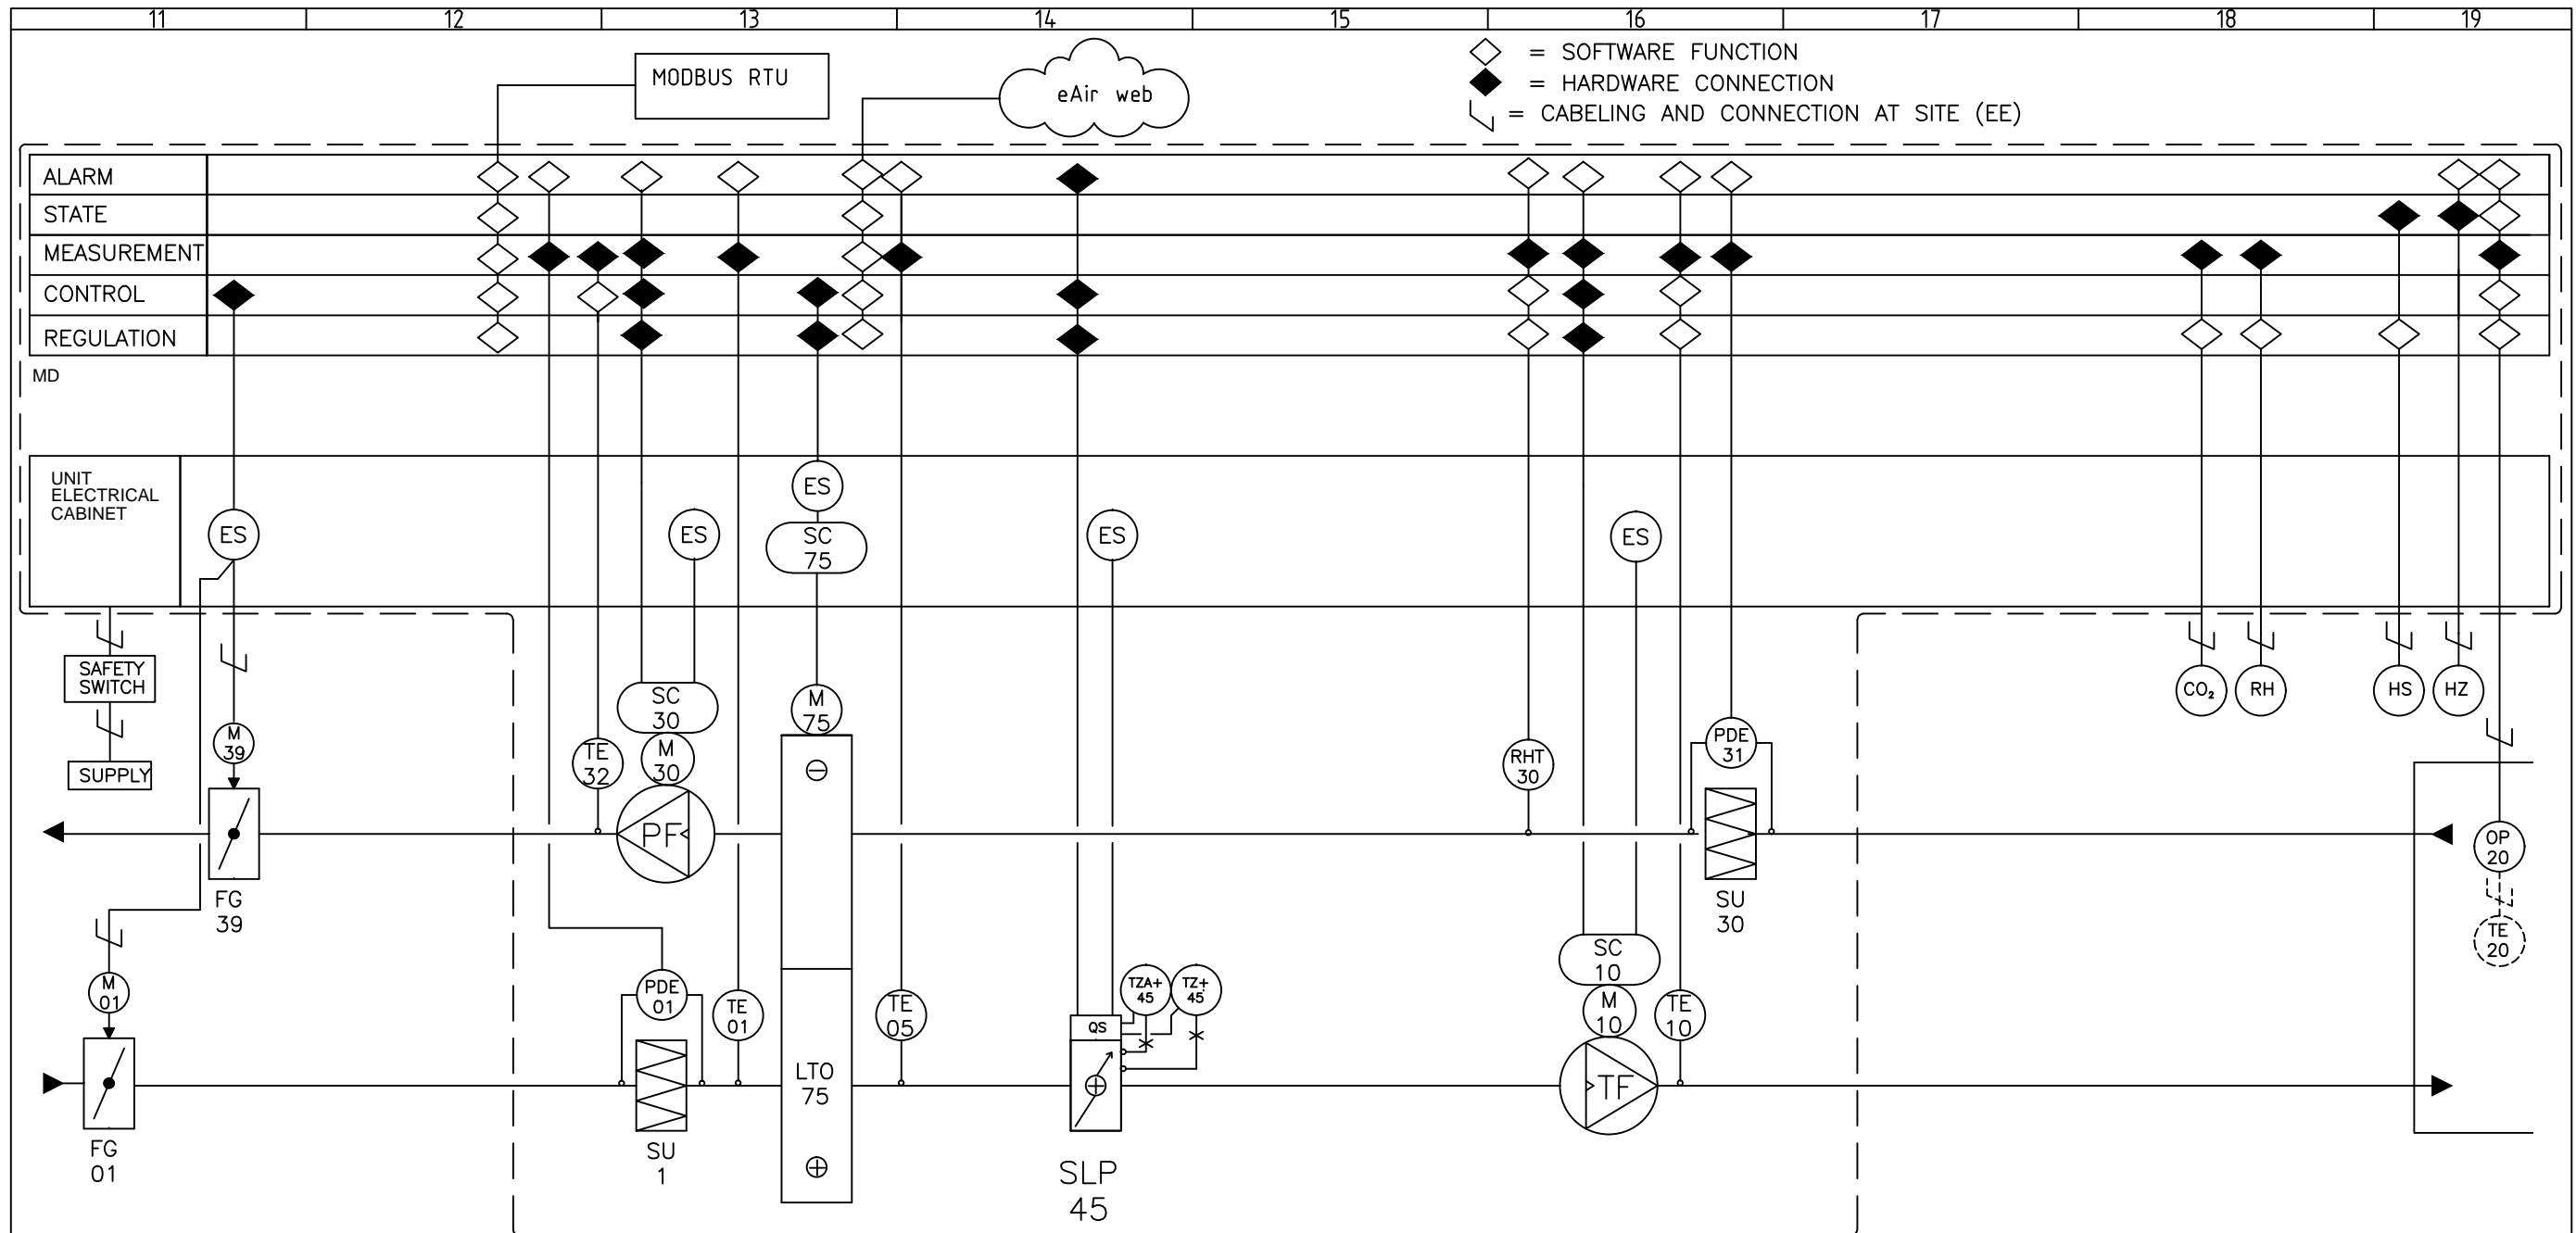 11 12 13 14 15 16 17 18 19
MODBUS RTU
eAir web
= SOFTWARE FUNCTION
= HARDWARE CONNECTION
= CABELING AND CONNECTION AT SITE (EE)
ALARM
STATE
MEASUREMENT
CONTROL
REGULATION
MD
UNIT
ELECTRICAL
CABINET
ES
ES
ES
SC
75
ES
ES
SAFETY
SWITCH
SUPPLY
M
39
TE
32
SC
30
M
30
M
75
RHT
30
PDE
31
CO₂
RH
HS
HZ
PF
OP
20
TE
20
FG
39
SU
30
M
01
PDE
01
TE
01
TE
05
TZA+
45
TZ+
45
QS
SC
10
M
10
TE
10
LTO
75
TF
FG
01
SU
1
SLP
45